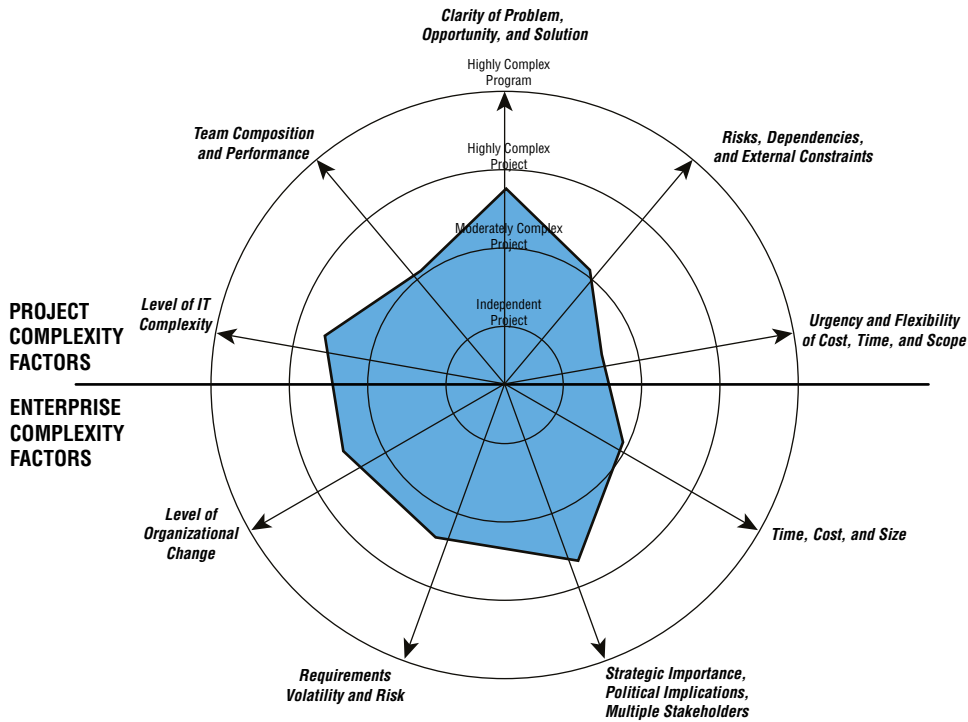 Clarity of Problem,
Opportunity, and Solution
Highly Complex
Program
Team Composition
and Performance
Risks, Dependencies,
and External Constraints
Highly Complex
Project
Moderately Complex
Project
Level of IT
Complexity
Independent
Project
Urgency and Flexibility
of Cost, Time, and Scope
PROJECT
COMPLEXITY
FACTORS
ENTERPRISE
COMPLEXITY
FACTORS
Level of
Organizational
Change
Time, Cost, and Size
Requirements
Volatility and Risk
Strategic Importance,
Political Implications,
Multiple Stakeholders